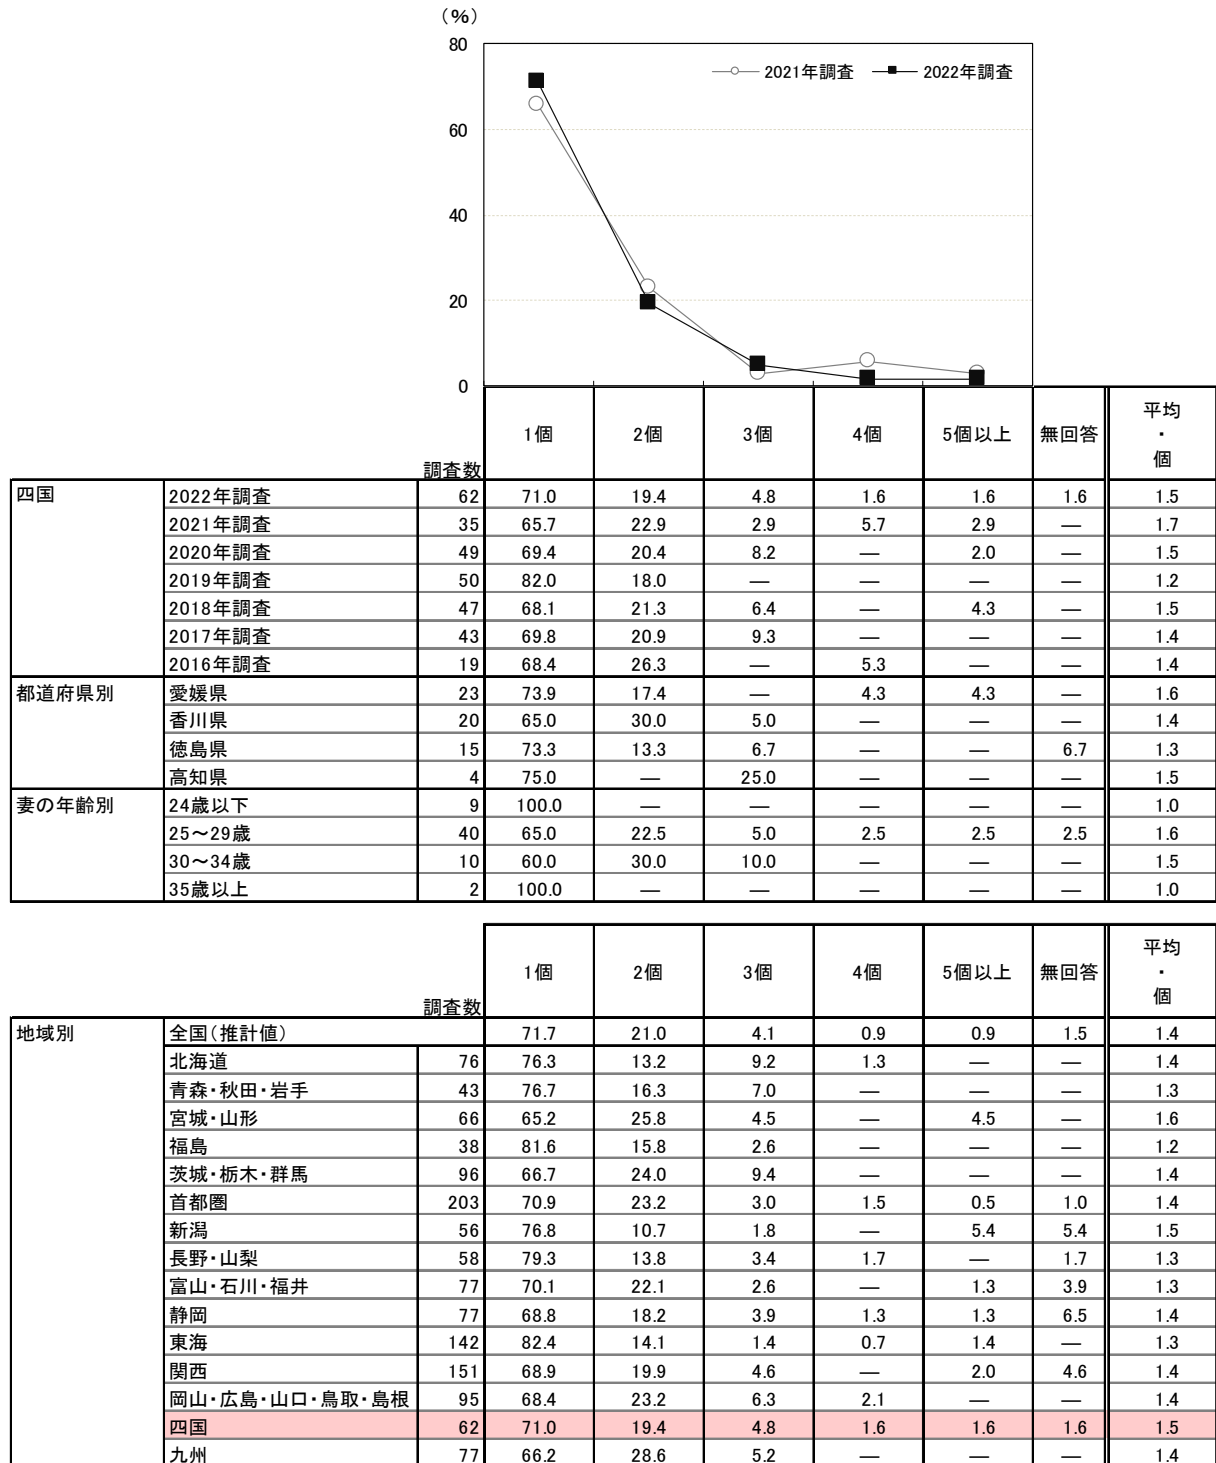 （％）
80
60
40
20
0
2021年調査 2022年調査
調査数 1個 2個 3個 4個 5個以上 無回答 平均・個
四国 2022年調査 62 71.0 19.4 4.8 1.6 1.6 1.6 1.5
2021年調査 35 65.7 22.9 2.9 5.7 2.9 — 1.7
2020年調査 49 69.4 20.4 8.2 — 2.0 — 1.5
2019年調査 50 82.0 18.0 — — — — 1.2
2018年調査 47 68.1 21.3 6.4 — 4.3 — 1.5
2017年調査 43 69.8 20.9 9.3 — — — 1.4
2016年調査 19 68.4 26.3 — 5.3 — — 1.4
都道府県別 愛媛県 23 73.9 17.4 — 4.3 4.3 — 1.6
香川県 20 65.0 30.0 5.0 — — — 1.4
徳島県 15 73.3 13.3 6.7 — — 6.7 1.3
高知県 4 75.0 — 25.0 — — — 1.5
妻の年齢別 24歳以下 9 100.0 — — — — — 1.0
25～29歳 40 65.0 22.5 5.0 2.5 2.5 2.5 1.6
30～34歳 10 60.0 30.0 10.0 — — — 1.5
35歳以上 2 100.0 — — — — — 1.0
調査数 1個 2個 3個 4個 5個以上 無回答 平均・個
地域別 全国（推計値） 71.7 21.0 4.1 0.9 0.9 1.5 1.4
北海道 76 76.3 13.2 9.2 1.3 — — 1.4
青森・秋田・岩手 43 76.7 16.3 7.0 — — — 1.3
宮城・山形 66 65.2 25.8 4.5 — 4.5 — 1.6
福島 38 81.6 15.8 2.6 — — — 1.2
茨城・栃木・群馬 96 66.7 24.0 9.4 — — — 1.4
首都圏 203 70.9 23.2 3.0 1.5 0.5 1.0 1.4
新潟 56 76.8 10.7 1.8 — 5.4 5.4 1.5
長野・山梨 58 79.3 13.8 3.4 1.7 — 1.7 1.3
富山・石川・福井 77 70.1 22.1 2.6 — 1.3 3.9 1.3
静岡 77 68.8 18.2 3.9 1.3 1.3 6.5 1.4
東海 142 82.4 14.1 1.4 0.7 1.4 — 1.3
関西 151 68.9 19.9 4.6 — 2.0 4.6 1.4
岡山・広島・山口・鳥取・島根 95 68.4 23.2 6.3 2.1 — — 1.4
四国 62 71.0 19.4 4.8 1.6 1.6 1.6 1.5
九州 77 66.2 28.6 5.2 — — — 1.4